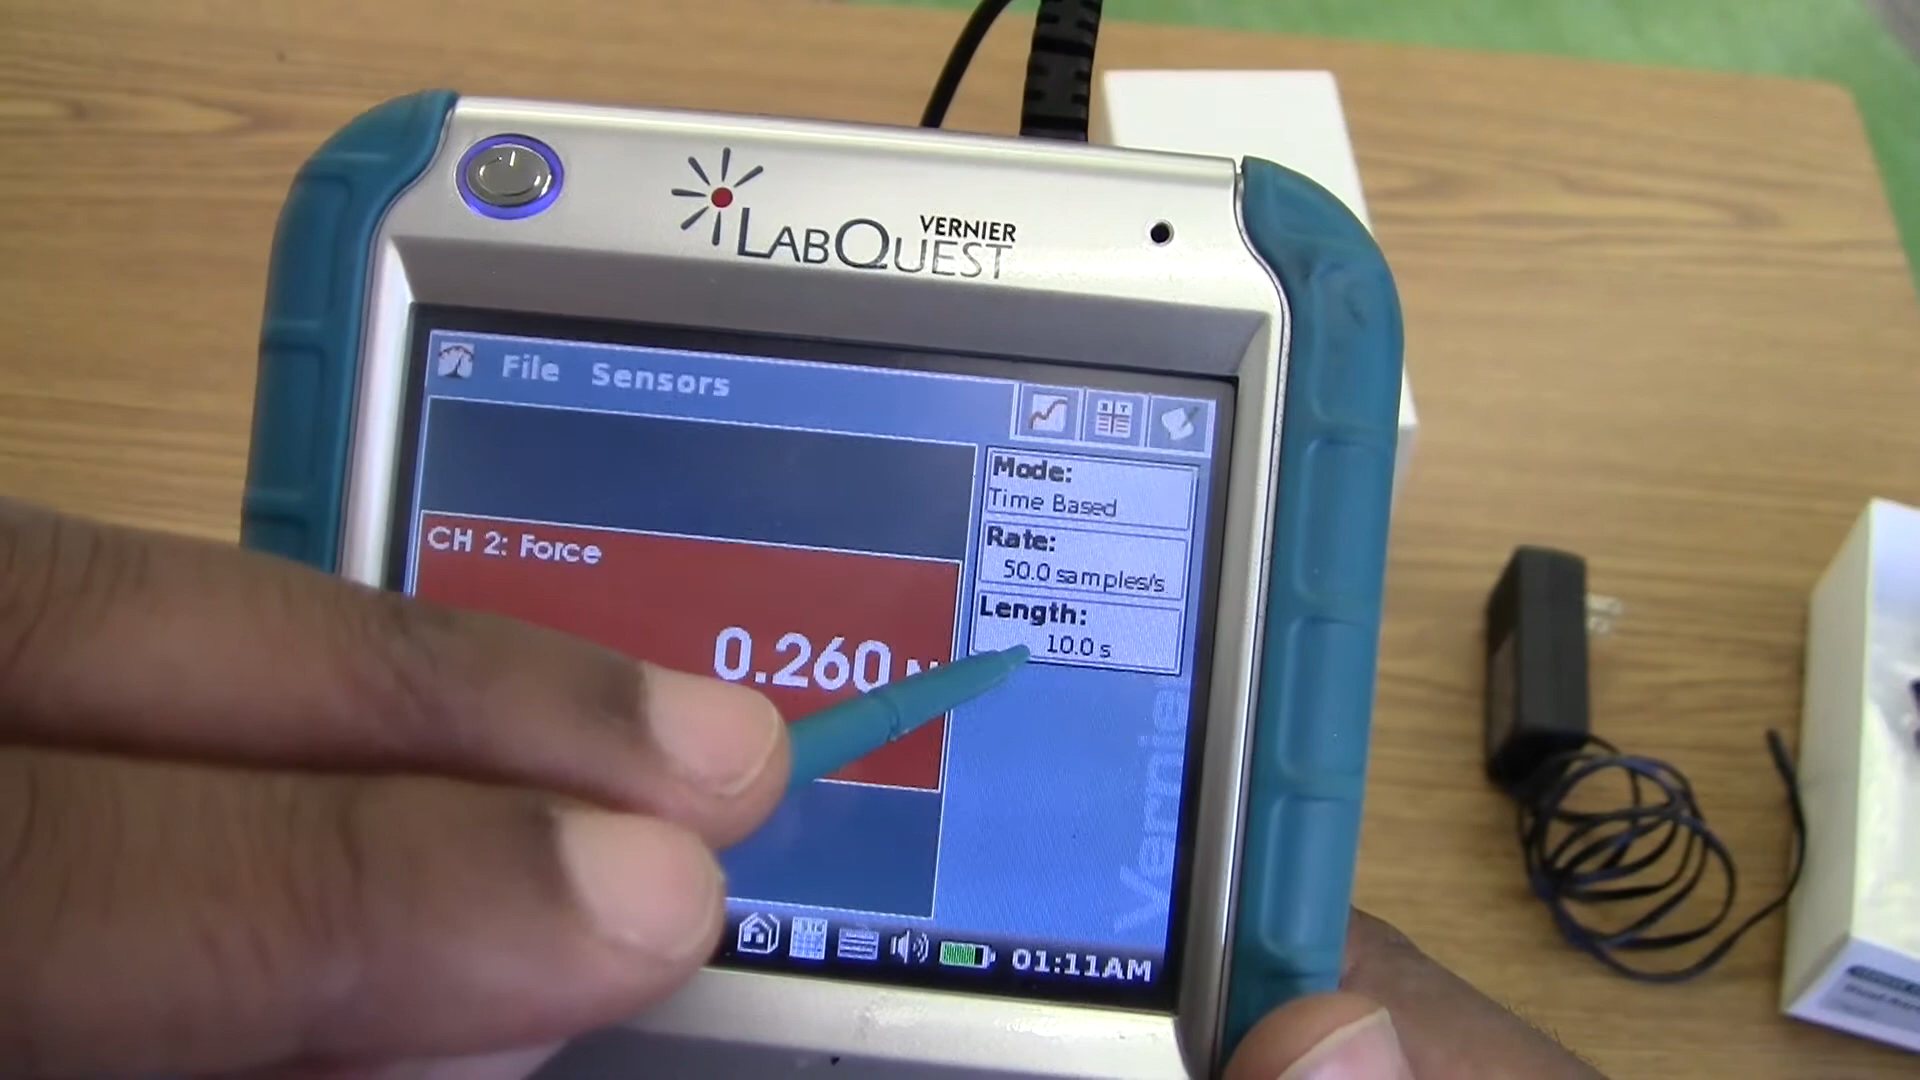 VERNIER
LABQUEST
File Sensors
Mode:
Time Based
CH 2: Force
Rate:
50.0 samples/s
0.260
Length:
10.0 s
Vernier
01:11AM